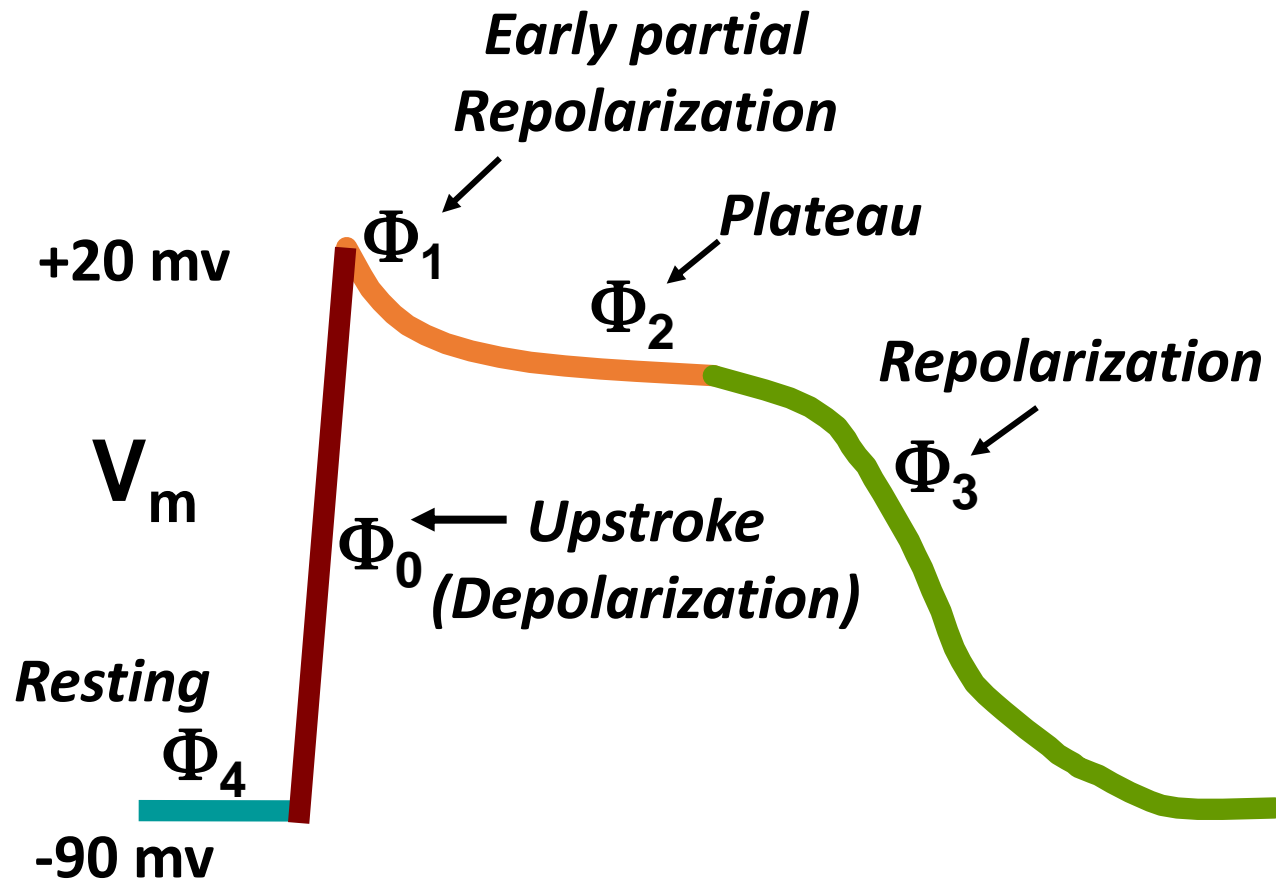 Early partial
Repolarization
Φ1
Plateau
+20 mv
Φ2
Repolarization
Vm
Φ3
Φ0
Upstroke
(Depolarization)
Resting
Φ4
-90 mv